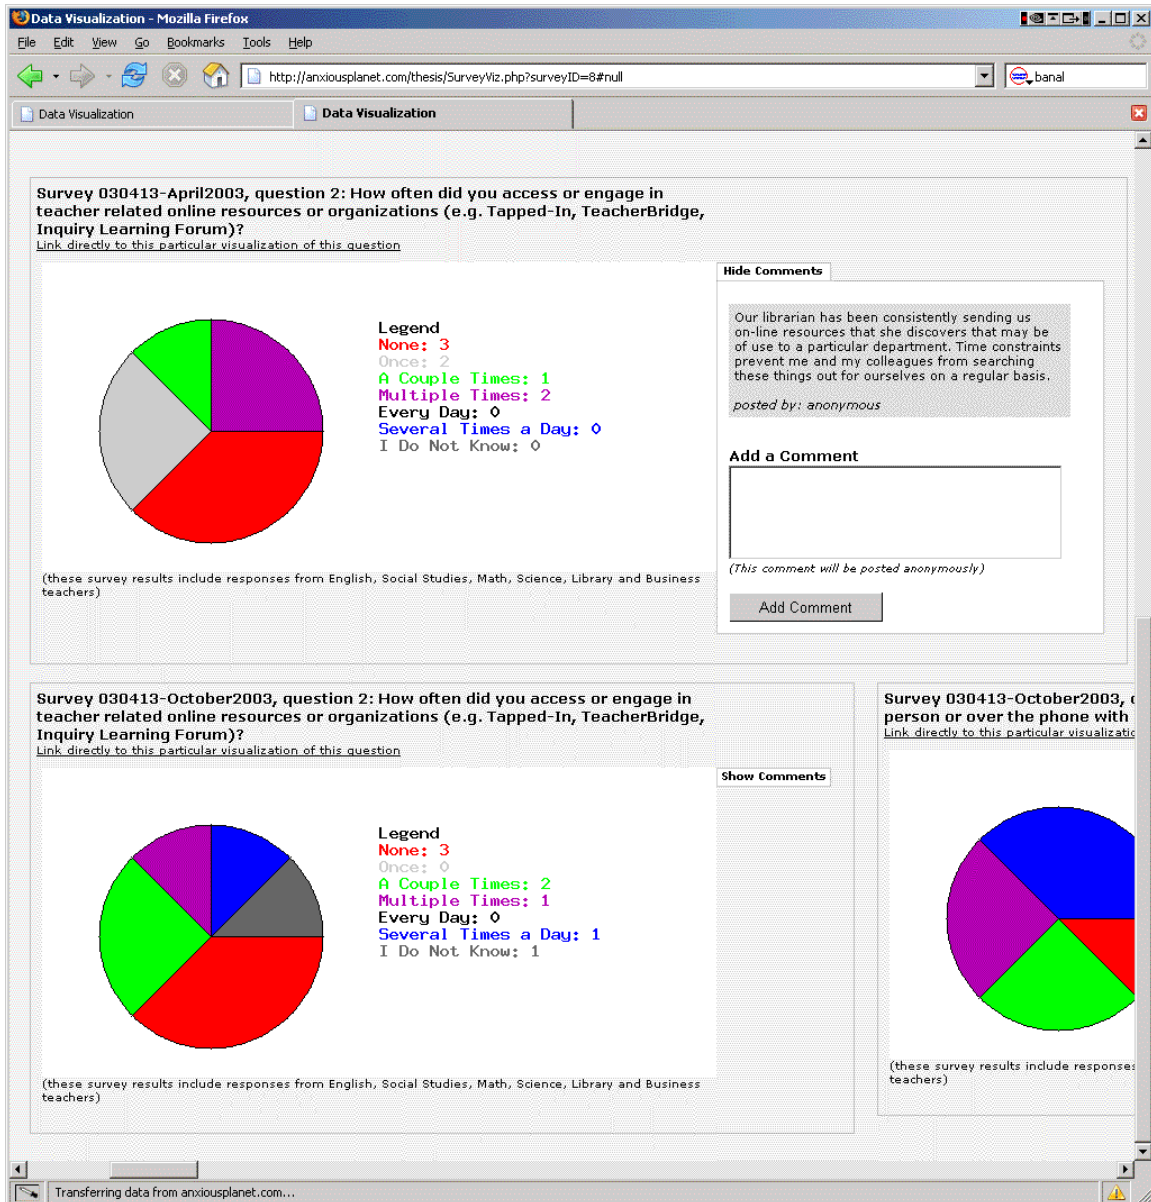 Data Visualization - Mozilla Firefox
File Edit View Go Bookmarks Tools Help
http://anxiousplanet.com/thesis/SurveyViz.php?surveyID=8#null
banal
Data Visualization
Data Visualization
Survey 030413-April2003, question 2: How often did you access or engage in
teacher related online resources or organizations (e.g. Tapped-In, TeacherBridge,
Inquiry Learning Forum)?
Link directly to this particular visualization of this question
Legend
None: 3
Once: 2
A Couple Times: 1
Multiple Times: 2
Every Day: 0
Several Times a Day: 0
I Do Not Know: 0
(these survey results include responses from English, Social Studies, Math, Science, Library and Business
teachers)
Hide Comments
Our librarian has been consistently sending us
on-line resources that she discovers that may be
of use to a particular department. Time constraints
prevent me and my colleagues from searching
these things out for ourselves on a regular basis.
posted by: anonymous
Add a Comment
(This comment will be posted anonymously)
Add Comment
Survey 030413-October2003, question 2: How often did you access or engage in
teacher related online resources or organizations (e.g. Tapped-In, TeacherBridge,
Inquiry Learning Forum)?
Link directly to this particular visualization of this question
Show Comments
Legend
None: 3
Once: 0
A Couple Times: 2
Multiple Times: 1
Every Day: 0
Several Times a Day: 1
I Do Not Know: 1
(these survey results include responses from English, Social Studies, Math, Science, Library and Business
teachers)
Survey 030413-October2003,
person or over the phone with
Link directly to this particular
(these survey results include responses
teachers)
Transferring data from anxiousplanet.com...